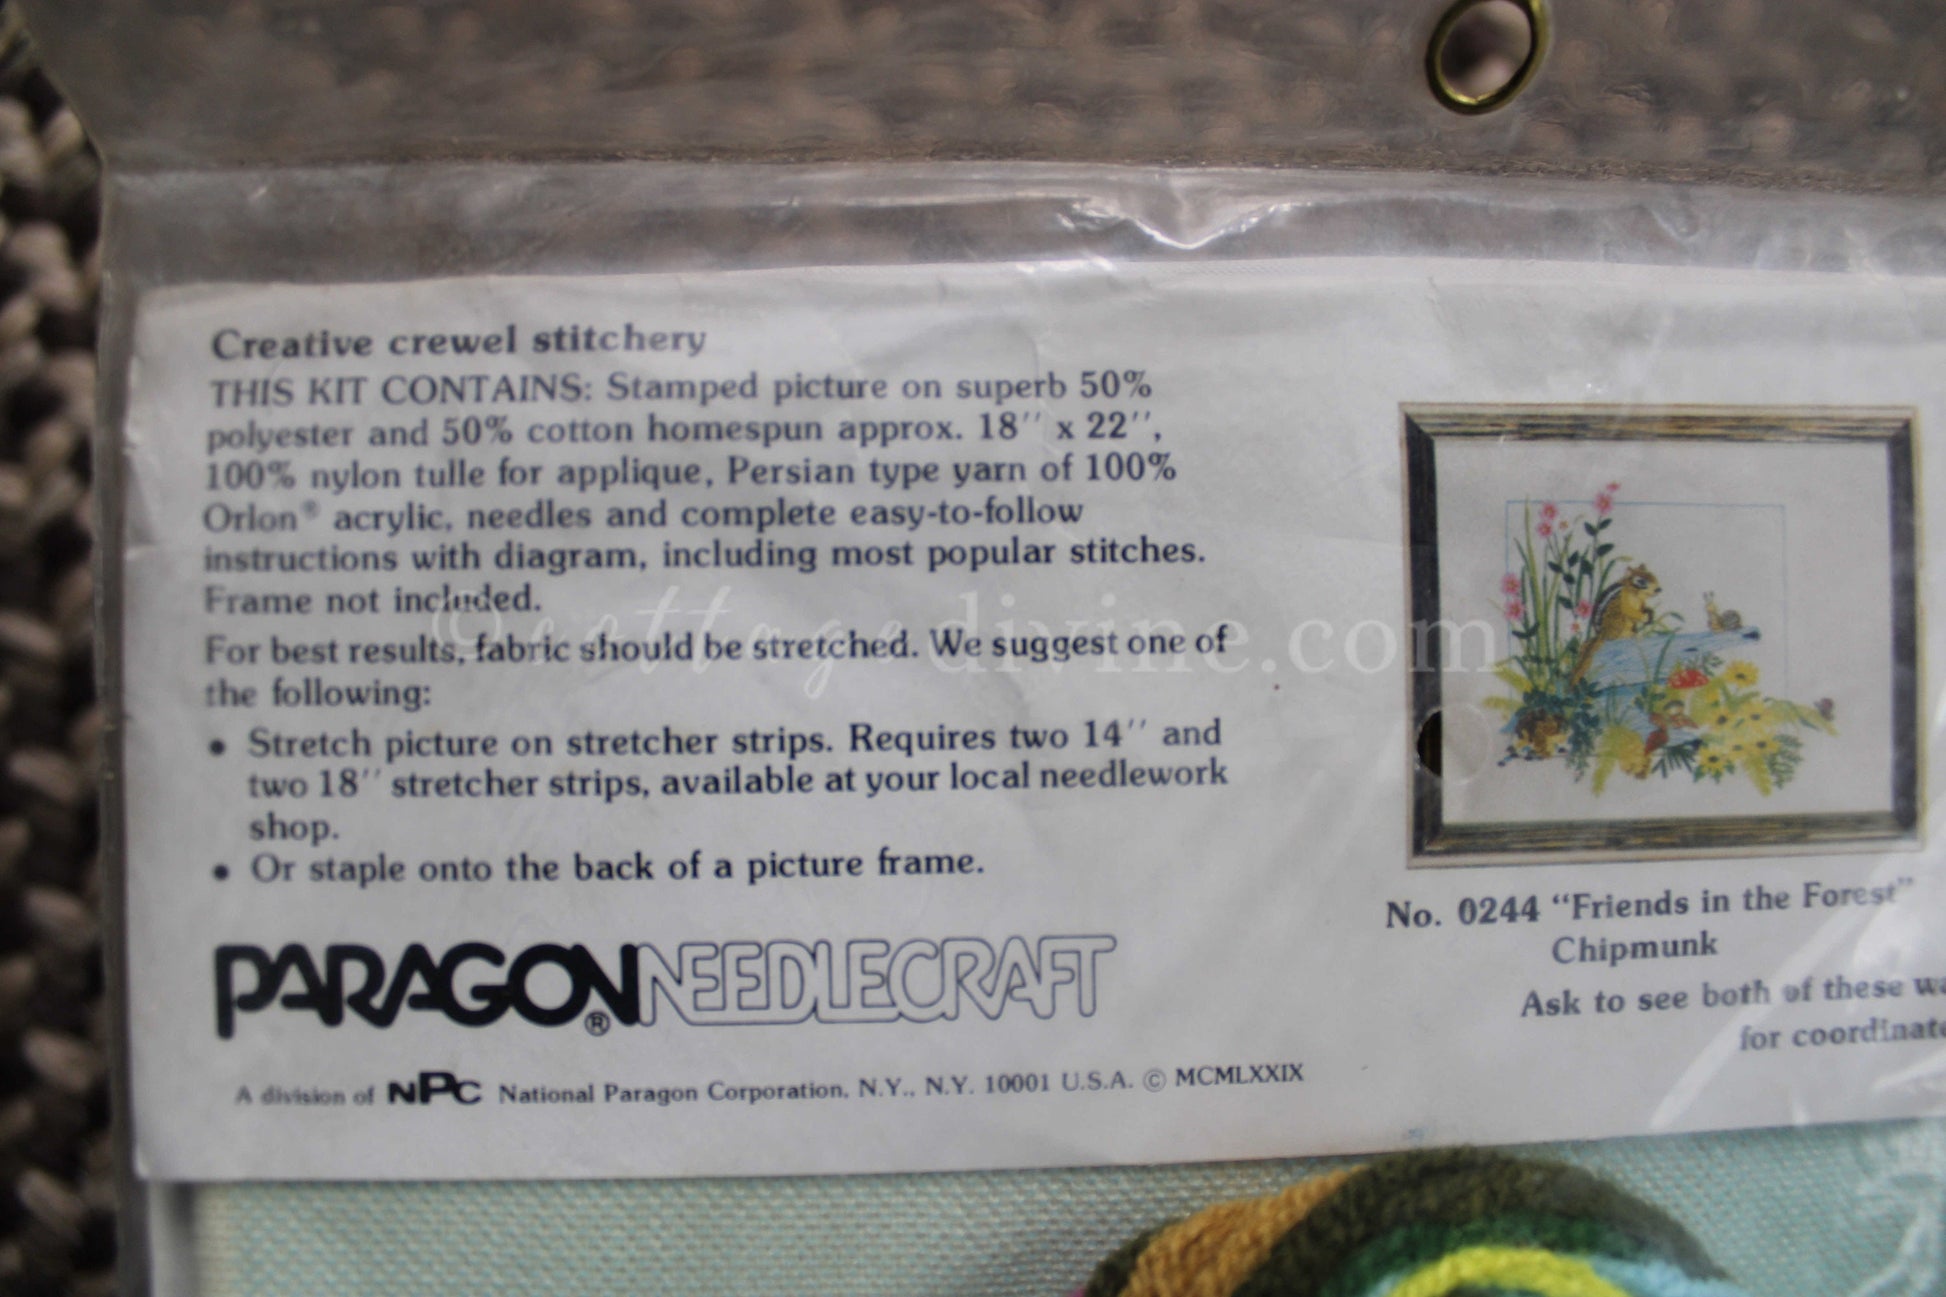 Creative crewel stitchery
THIS KIT CONTAINS: Stamped picture on superb 50%
polyester and 50% cotton homespun approx. 18″ x 22″,
100% nylon tulle for applique, Persian type yarn of 100%
Orlon® acrylic, needles and complete easy-to-follow
instructions with diagram, including most popular stitches.
Frame not included.
For best results, fabric should be stretched. We suggest one of
the following:
• Stretch picture on stretcher strips. Requires two 14″ and
two 18″ stretcher strips, available at your local needlework
shop.
• Or staple onto the back of a picture frame.
PARAGON® NEEDLECRAFT
A division of NPC National Paragon Corporation, N.Y., N.Y. 10001 U.S.A. © MCMLXXIX
No. 0244 “Friends in the Forest”
Chipmunk
Ask to see both of these
for
© cottagedivine.com